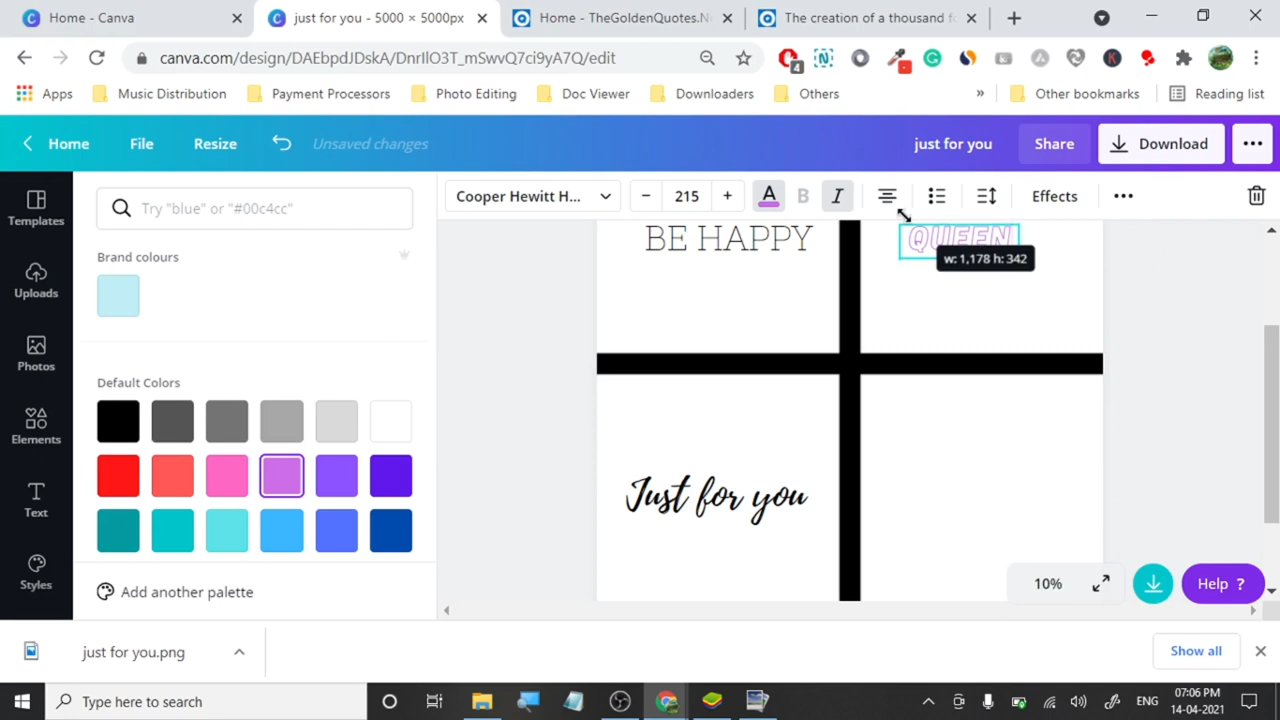 Home - Canva
just for you - 5000 × 5000px
Home - TheGoldenQuotes.N
The creation of a thousand f
canva.com/design/DAEbpdJDskA/DnrIlO3T_mSwvQ7ci9yA7Q/edit
4
Apps
Music Distribution
Payment Processors
Photo Editing
Doc Viewer
Downloaders
Others
»
Other bookmarks
Reading list
Home
File
Resize
Unsaved changes
just for you
Share
Download
Templates
Uploads
Photos
Elements
Text
Styles
Try "blue" or "#00c4cc"
Brand colours
Default Colors
Add another palette
Cooper Hewitt H...
− 215 +
A
B
I
Effects
BE HAPPY
QUEEN
w: 1,178 h: 342
Just for you
10%
Help ?
just for you.png
Show all
Type here to search
ENG
07:06 PM
14-04-2021